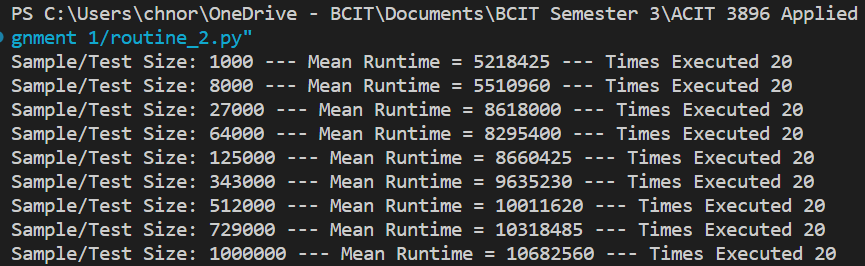 PS C:\Users\chnor\OneDrive - BCIT\Documents\BCIT Semester 3\ACIT 3896 Applied
gnment 1/routine_2.py"
Sample/Test Size: 1000 --- Mean Runtime = 5218425 --- Times Executed 20
Sample/Test Size: 8000 --- Mean Runtime = 5510960 --- Times Executed 20
Sample/Test Size: 27000 --- Mean Runtime = 8618000 --- Times Executed 20
Sample/Test Size: 64000 --- Mean Runtime = 8295400 --- Times Executed 20
Sample/Test Size: 125000 --- Mean Runtime = 8660425 --- Times Executed 20
Sample/Test Size: 343000 --- Mean Runtime = 9635230 --- Times Executed 20
Sample/Test Size: 512000 --- Mean Runtime = 10011620 --- Times Executed 20
Sample/Test Size: 729000 --- Mean Runtime = 10318485 --- Times Executed 20
Sample/Test Size: 1000000 --- Mean Runtime = 10682560 --- Times Executed 20